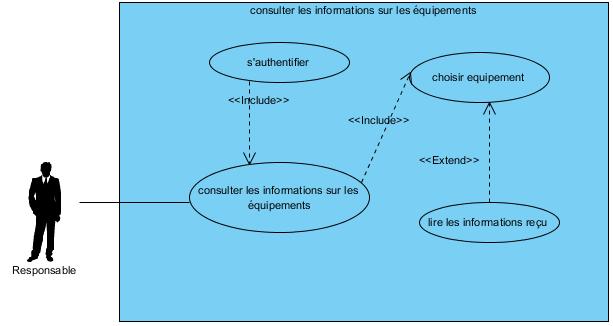 consulter les informations sur les équipements
s'authentifier
choisir equipement
<<Include>>
<<Include>>
<<Extend>>
consulter les informations sur les
équipements
lire les informations reçu
Responsable